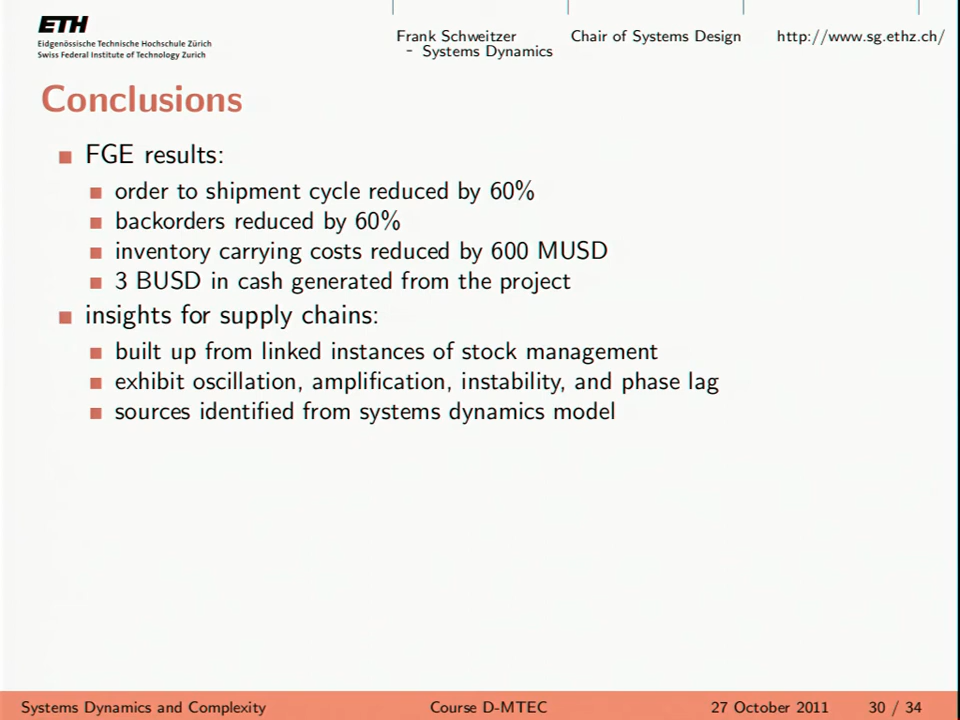 ETH
Eidgenössische Technische Hochschule Zürich
Swiss Federal Institute of Technology Zurich
Frank Schweitzer
- Systems Dynamics
Chair of Systems Design
http://www.sg.ethz.ch/
Conclusions
FGE results:
order to shipment cycle reduced by 60%
backorders reduced by 60%
inventory carrying costs reduced by 600 MUSD
3 BUSD in cash generated from the project
insights for supply chains:
built up from linked instances of stock management
exhibit oscillation, amplification, instability, and phase lag
sources identified from systems dynamics model
Systems Dynamics and Complexity
Course D-MTEC
27 October 2011
30 / 34